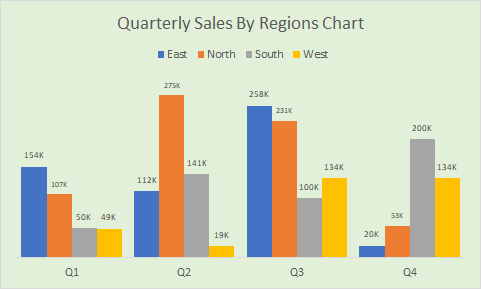 Quarterly Sales By Regions Chart
East North South West
154K 107K 50K 49K
112K 275K 141K 19K
258K 231K 100K 134K
20K 53K 200K 134K
Q1 Q2 Q3 Q4